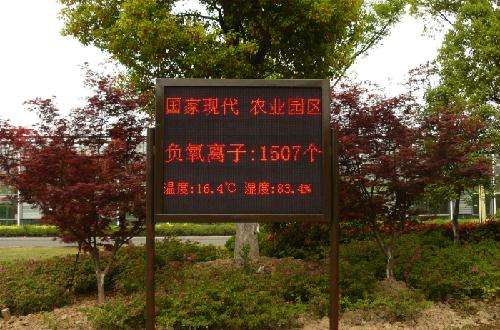 国家现代 农业园区
负氧离子:1507个
温度:16.4℃ 湿度:83.4%